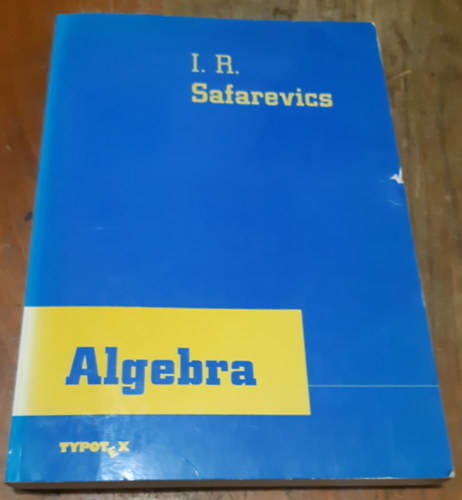 I. R.
Safarevics
Algebra
TYPOTEX